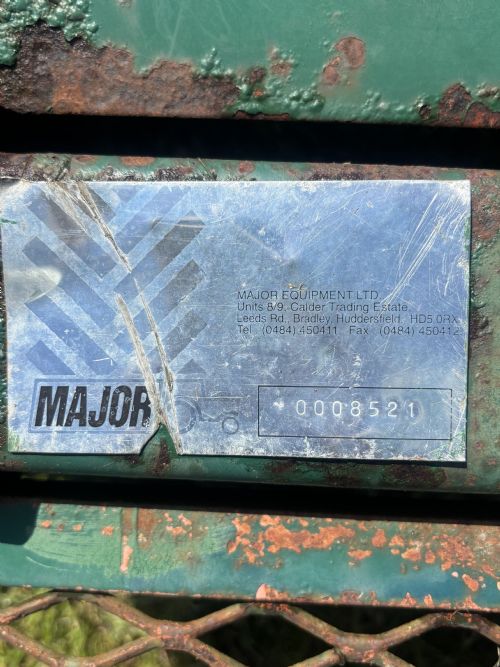 MAJOR EQUIPMENT LTD
Units 8/9, Calder Trading Estate,
Leeds Rd, Bradley, Huddersfield, HD5 0RX
Tel : (0484) 450411 Fax : (0484) 450412
MAJOR
0008521